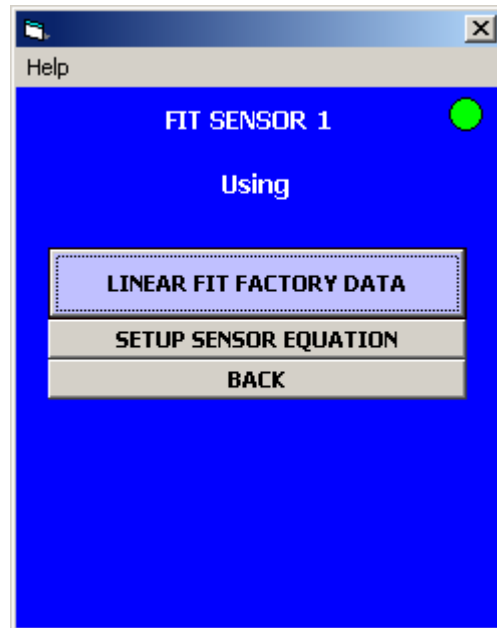 Help
FIT SENSOR 1
Using
LINEAR FIT FACTORY DATA
SETUP SENSOR EQUATION
BACK